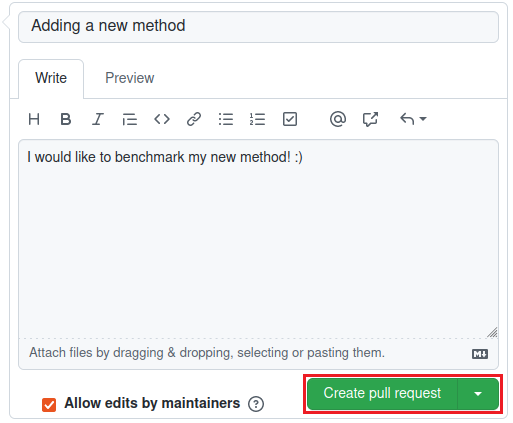 Adding a new method
Write Preview
H B I
I would like to benchmark my new method! :)
Attach files by dragging & dropping, selecting or pasting them.
Allow edits by maintainers
Create pull request